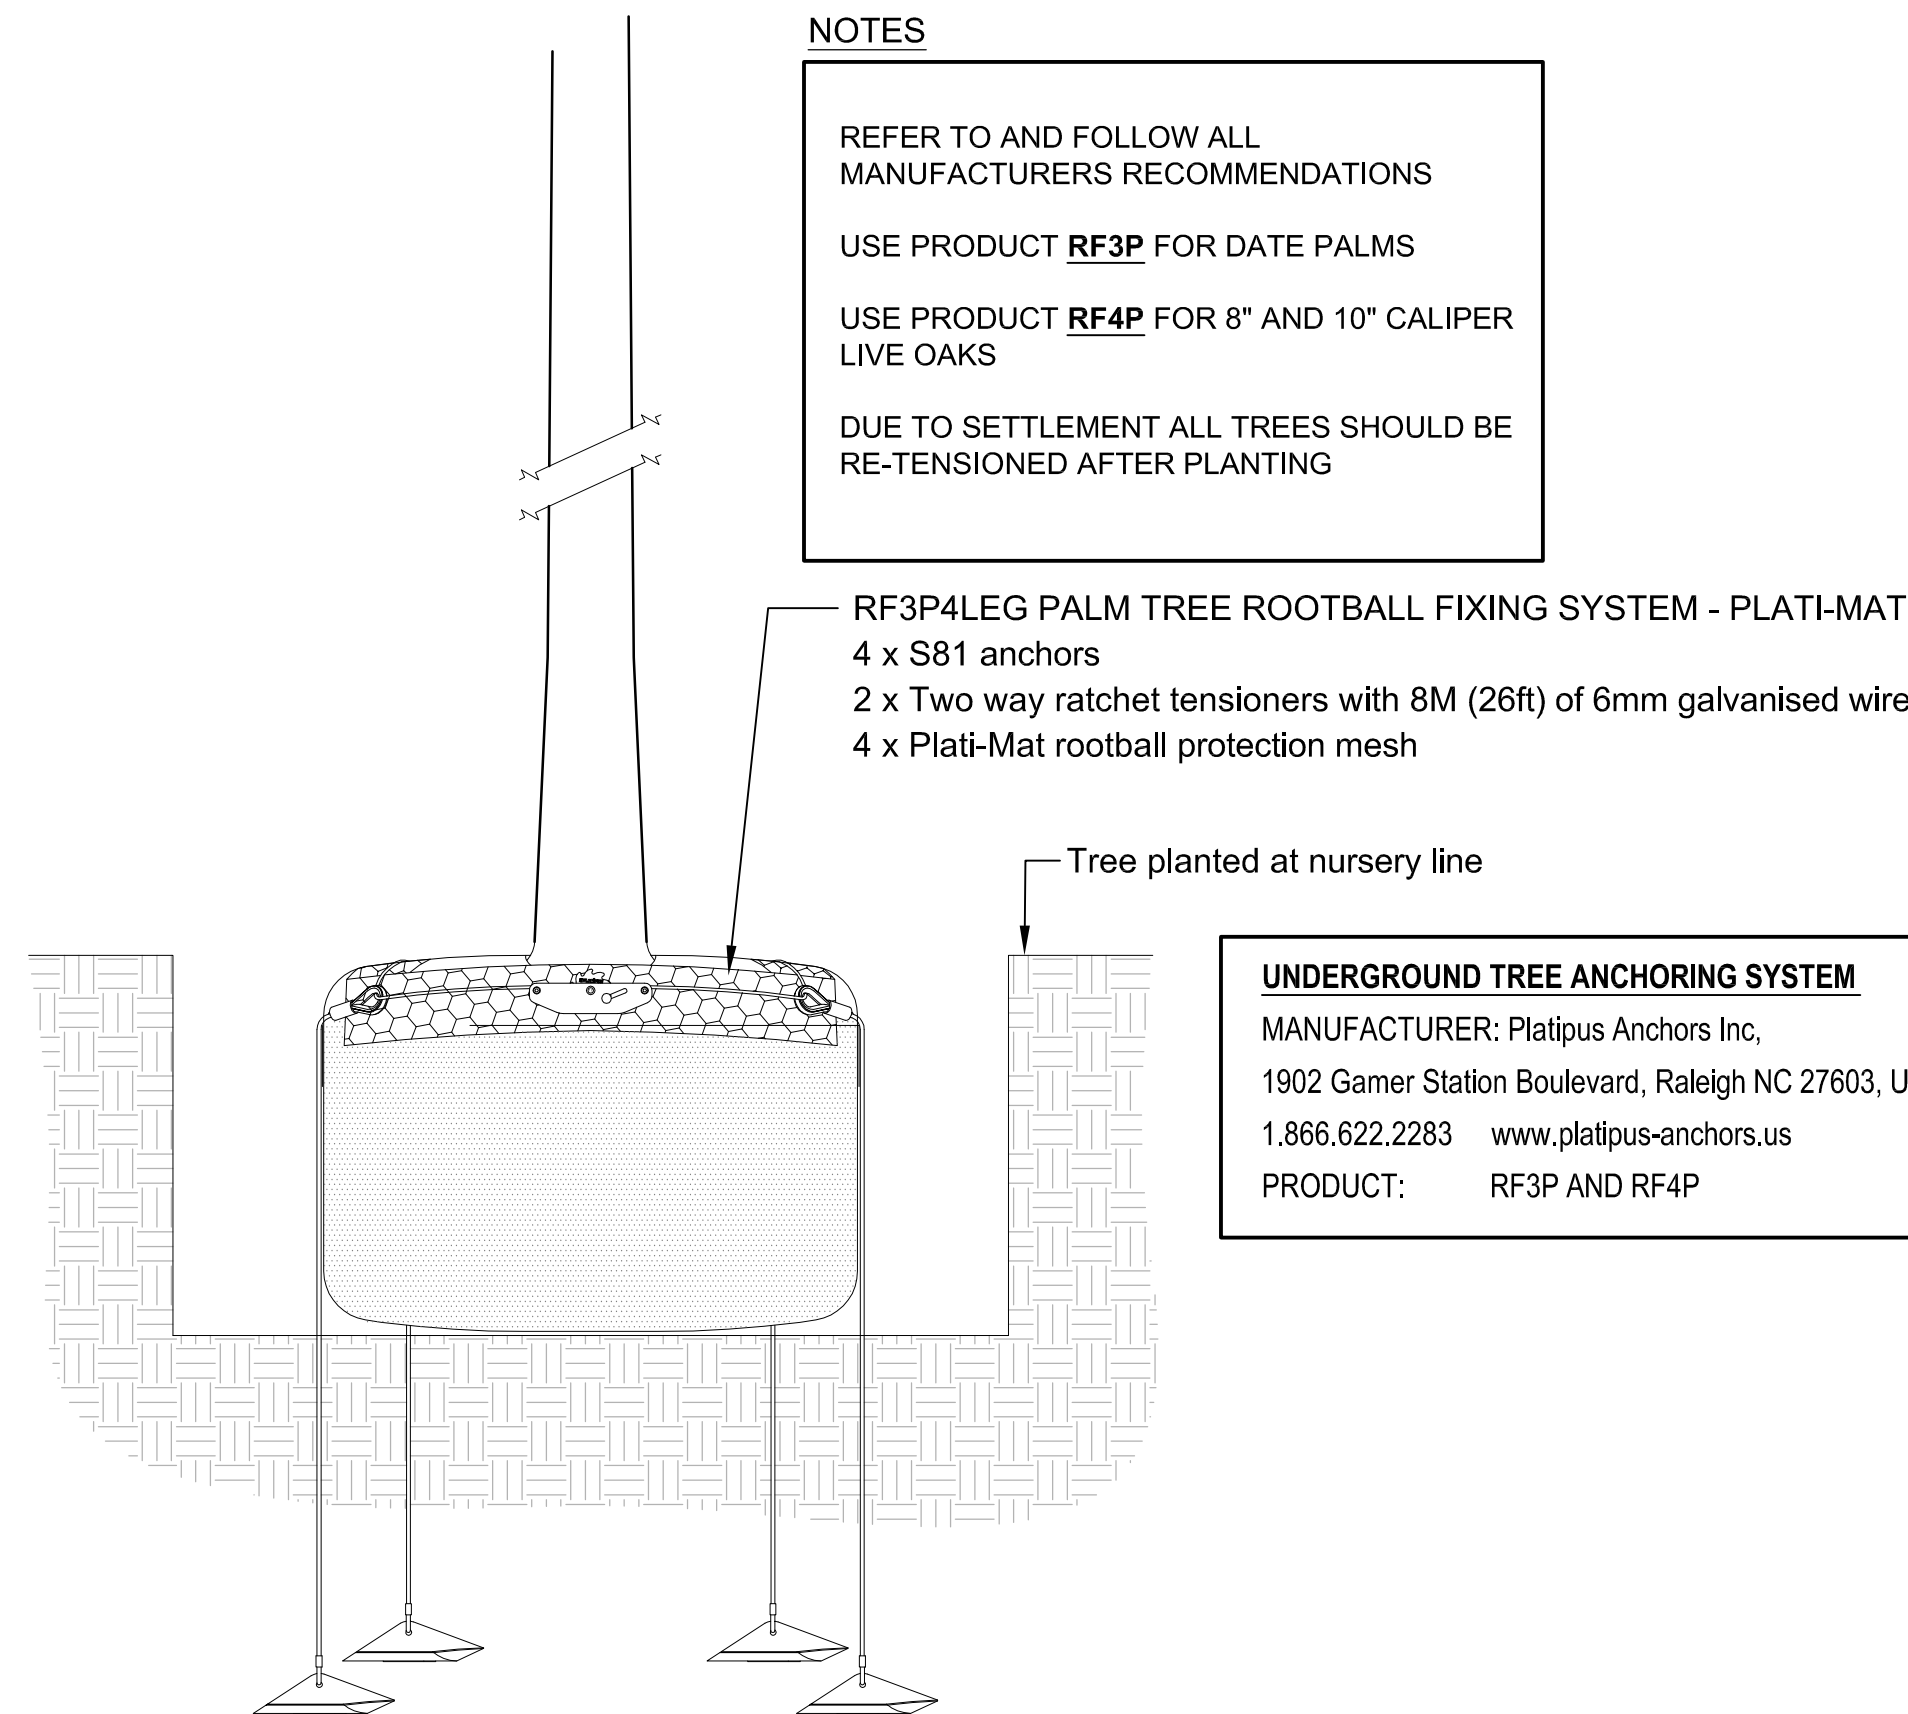 NOTES
REFER TO AND FOLLOW ALL
MANUFACTURERS RECOMMENDATIONS
USE PRODUCT RF3P FOR DATE PALMS
USE PRODUCT RF4P FOR 8" AND 10" CALIPER
LIVE OAKS
DUE TO SETTLEMENT ALL TREES SHOULD BE
RE-TENSIONED AFTER PLANTING
RF3P4LEG PALM TREE ROOTBALL FIXING SYSTEM - PLATI-MAT
4 x S81 anchors
2 x Two way ratchet tensioners with 8M (26ft) of 6mm galvanised wire
4 x Plati-Mat rootball protection mesh
Tree planted at nursery line
UNDERGROUND TREE ANCHORING SYSTEM
MANUFACTURER: Platipus Anchors Inc,
1902 Garner Station Boulevard, Raleigh NC 27603, U
1.866.622.2283 www.platipus-anchors.us
PRODUCT: RF3P AND RF4P